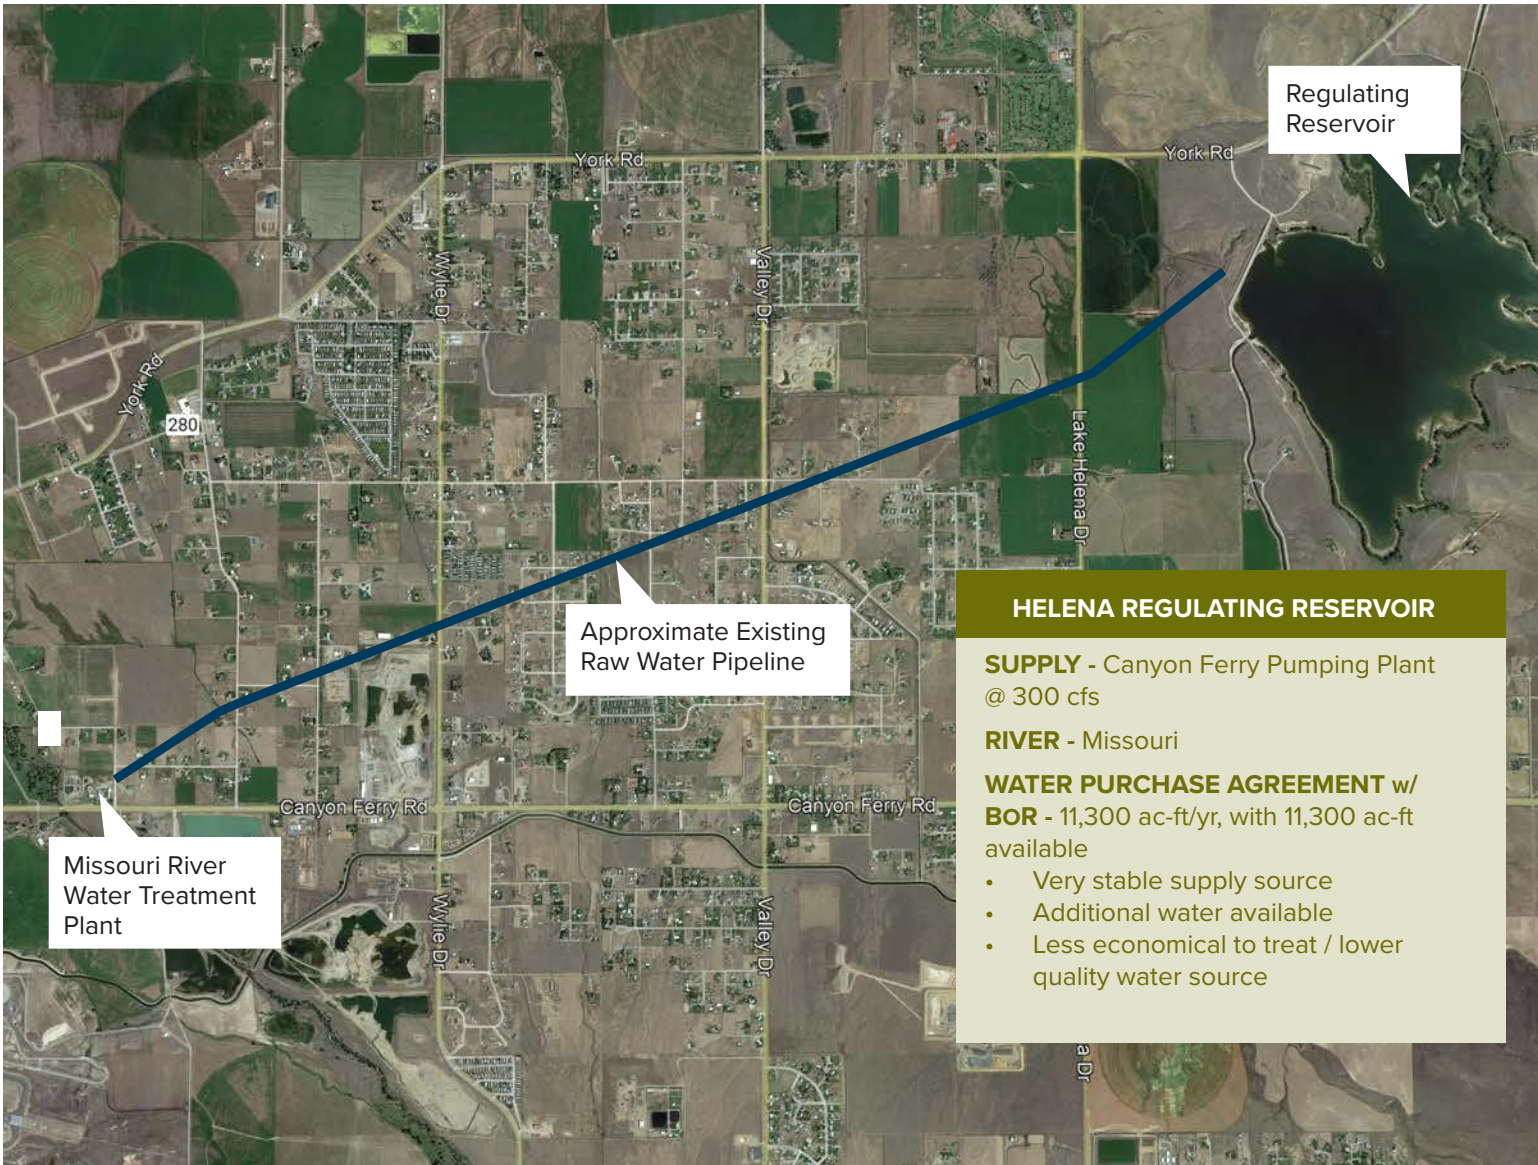 Regulating
Reservoir
York Rd
York Rd
Wylie Dr
Valley Dr
York Rd
280
Lake Helena Dr
Approximate Existing
Raw Water Pipeline
HELENA REGULATING RESERVOIR
SUPPLY - Canyon Ferry Pumping Plant
@ 300 cfs
RIVER - Missouri
WATER PURCHASE AGREEMENT w/
BOR - 11,300 ac-ft/yr, with 11,300 ac-ft
available
• Very stable supply source
• Additional water available
• Less economical to treat / lower
quality water source
Canyon Ferry Rd
Canyon Ferry Rd
Missouri River
Water Treatment
Plant
Wylie Dr
Valley Dr
a Dr